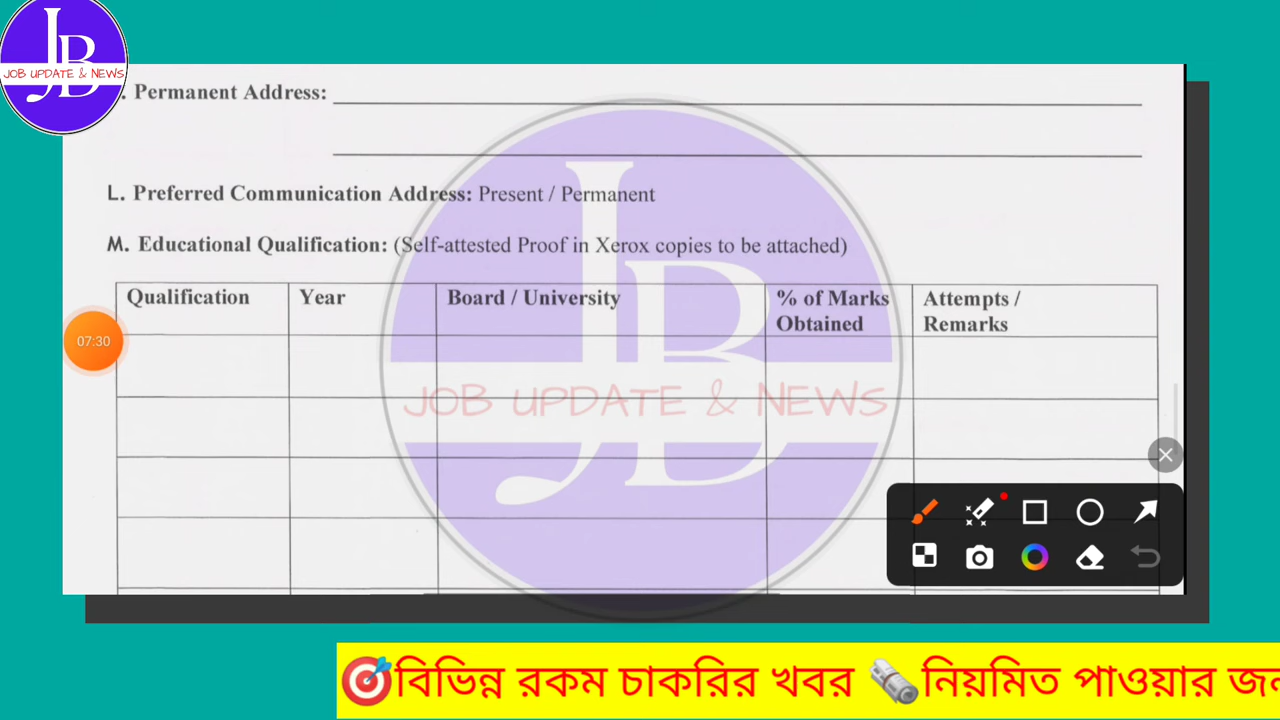 JB
JOB UPDATE & NEWS
. Permanent Address:
L. Preferred Communication Address: Present / Permanent
M. Educational Qualification: (Self-attested Proof in Xerox copies to be attached)
Qualification Year Board / University % of Marks Obtained Attempts / Remarks
JB
JOB UPDATE & NEWS
07:30
🎯বিভিন্ন রকম চাকরির খবর 🗞️নিয়মিত পাওয়ার